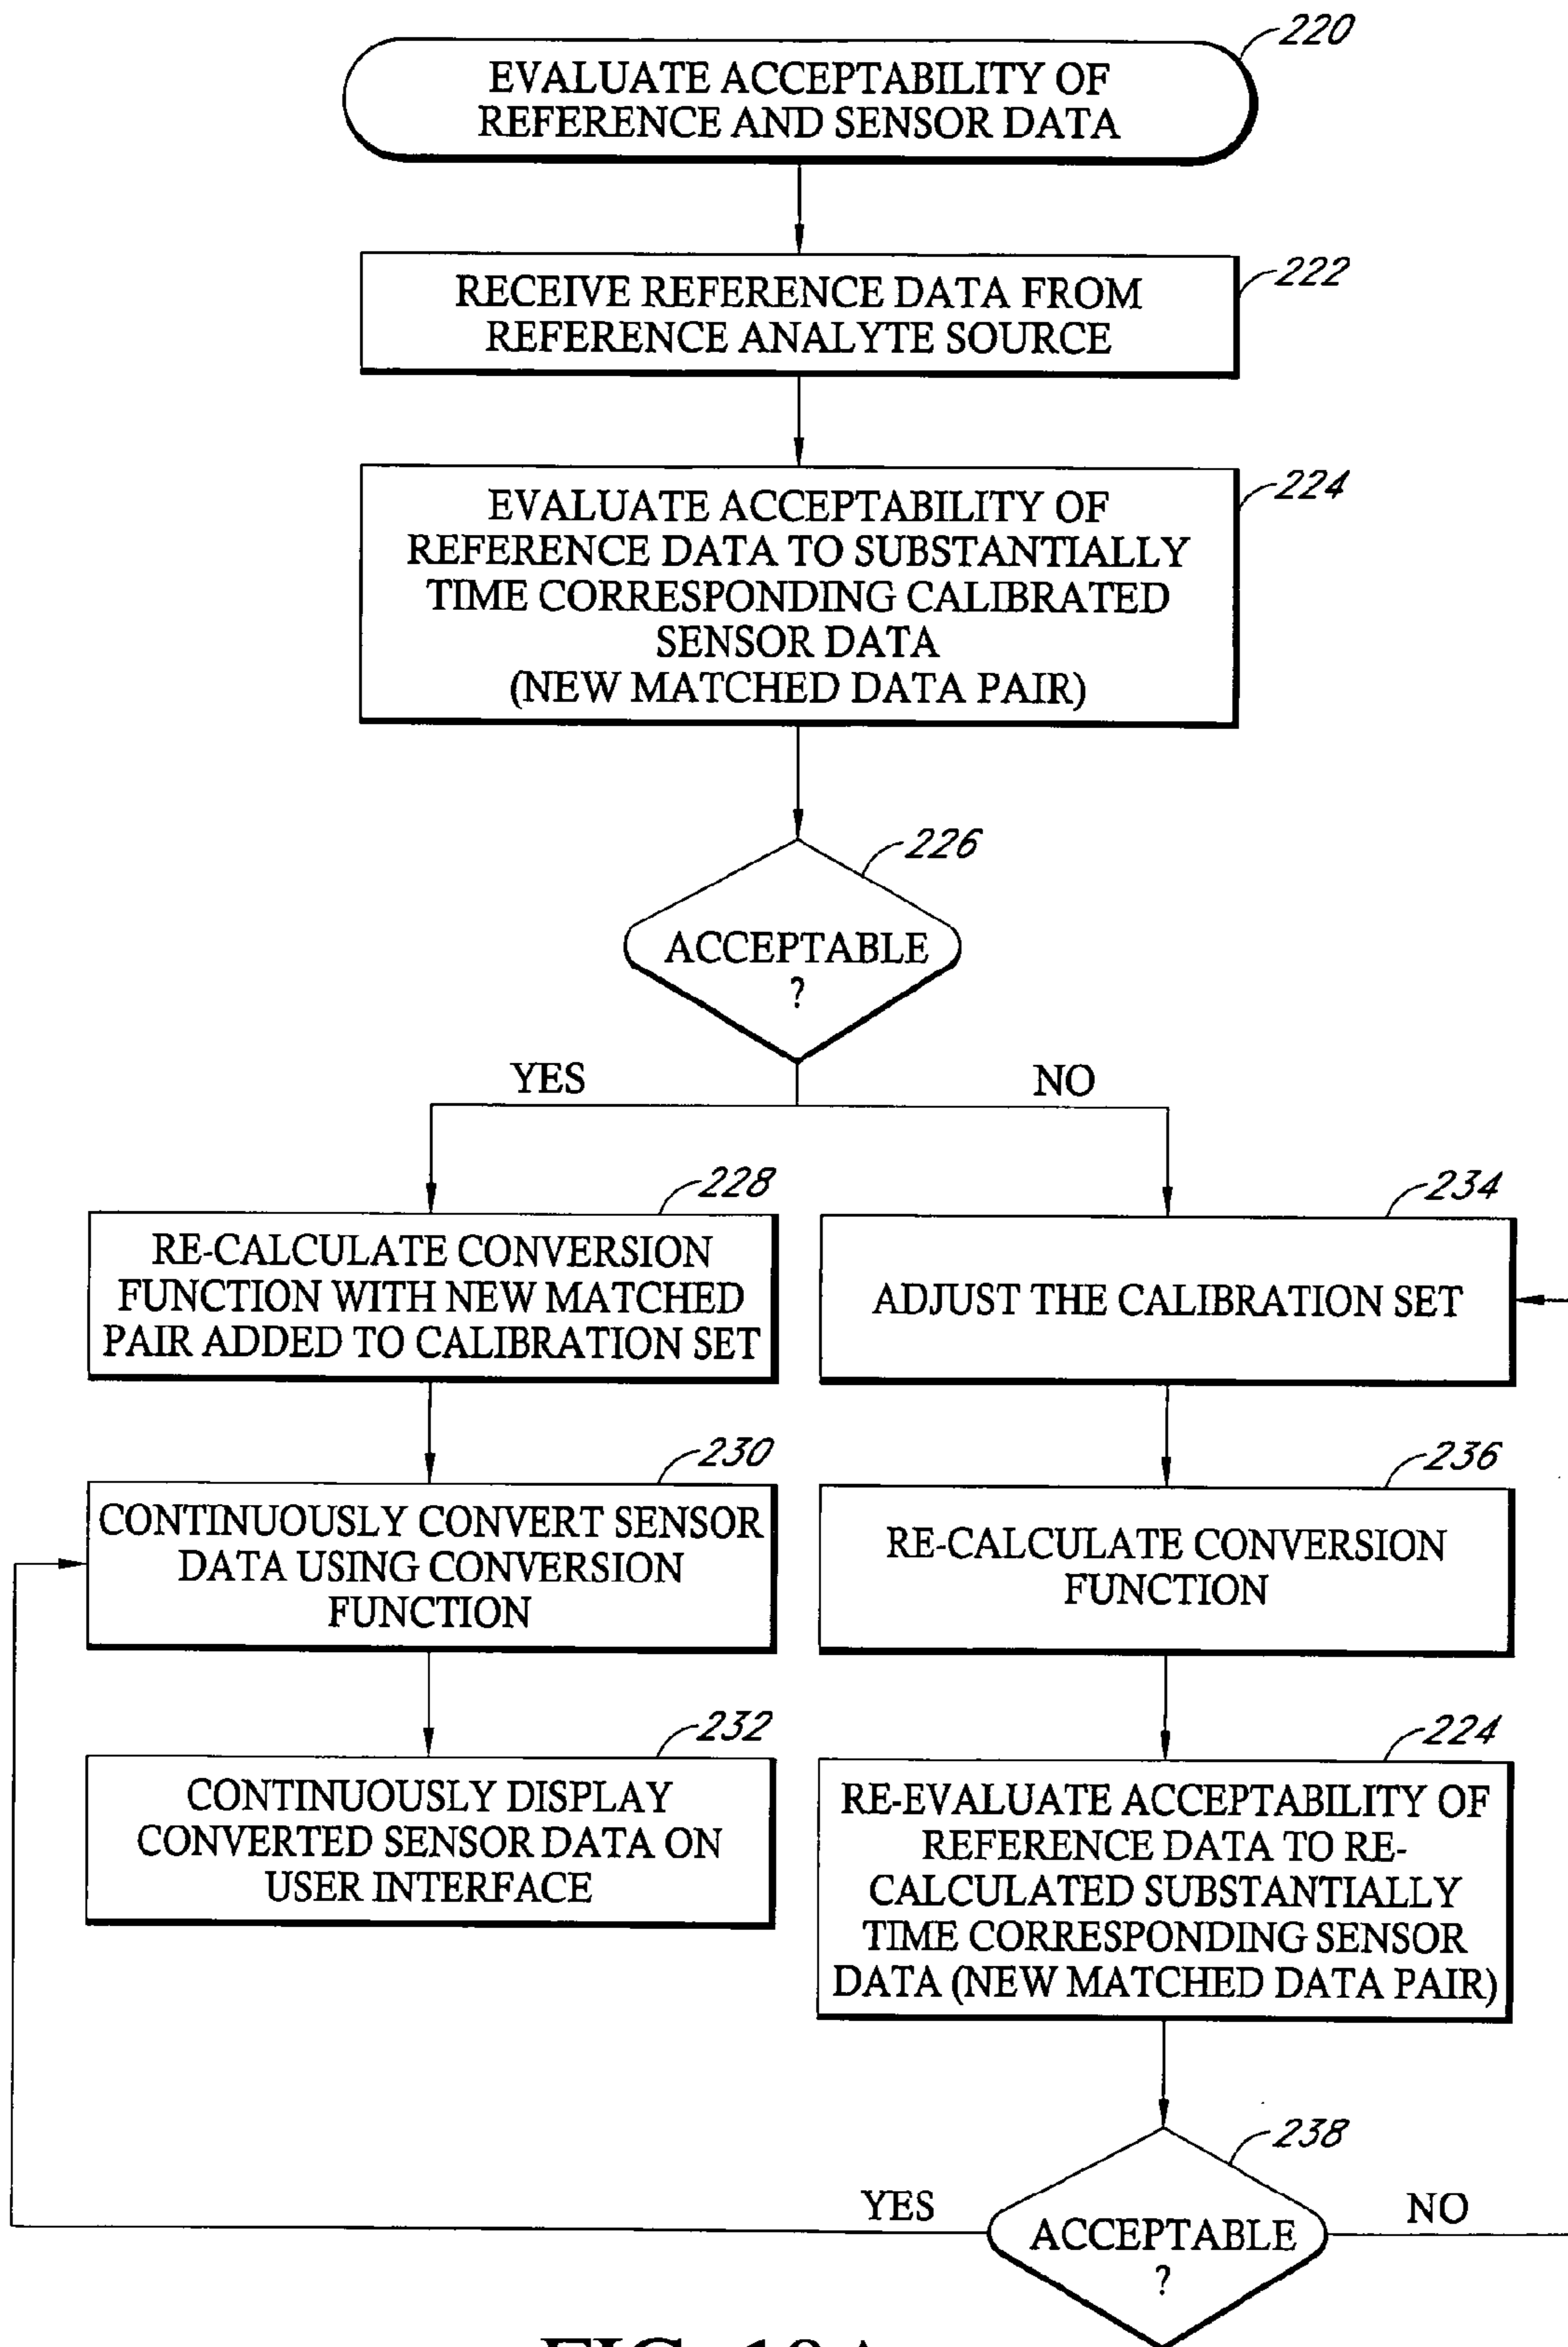 220
EVALUATE ACCEPTABILITY OF
REFERENCE AND SENSOR DATA
222
RECEIVE REFERENCE DATA FROM
REFERENCE ANALYTE SOURCE
224
EVALUATE ACCEPTABILITY OF
REFERENCE DATA TO SUBSTANTIALLY
TIME CORRESPONDING CALIBRATED
SENSOR DATA
(NEW MATCHED DATA PAIR)
226
ACCEPTABLE
?
YES
NO
228
RE-CALCULATE CONVERSION
FUNCTION WITH NEW MATCHED
PAIR ADDED TO CALIBRATION SET
234
ADJUST THE CALIBRATION SET
230
CONTINUOUSLY CONVERT SENSOR
DATA USING CONVERSION
FUNCTION
236
RE-CALCULATE CONVERSION
FUNCTION
232
CONTINUOUSLY DISPLAY
CONVERTED SENSOR DATA ON
USER INTERFACE
224
RE-EVALUATE ACCEPTABILITY OF
REFERENCE DATA TO RE-
CALCULATED SUBSTANTIALLY
TIME CORRESPONDING SENSOR
DATA (NEW MATCHED DATA PAIR)
238
YES
ACCEPTABLE
?
NO